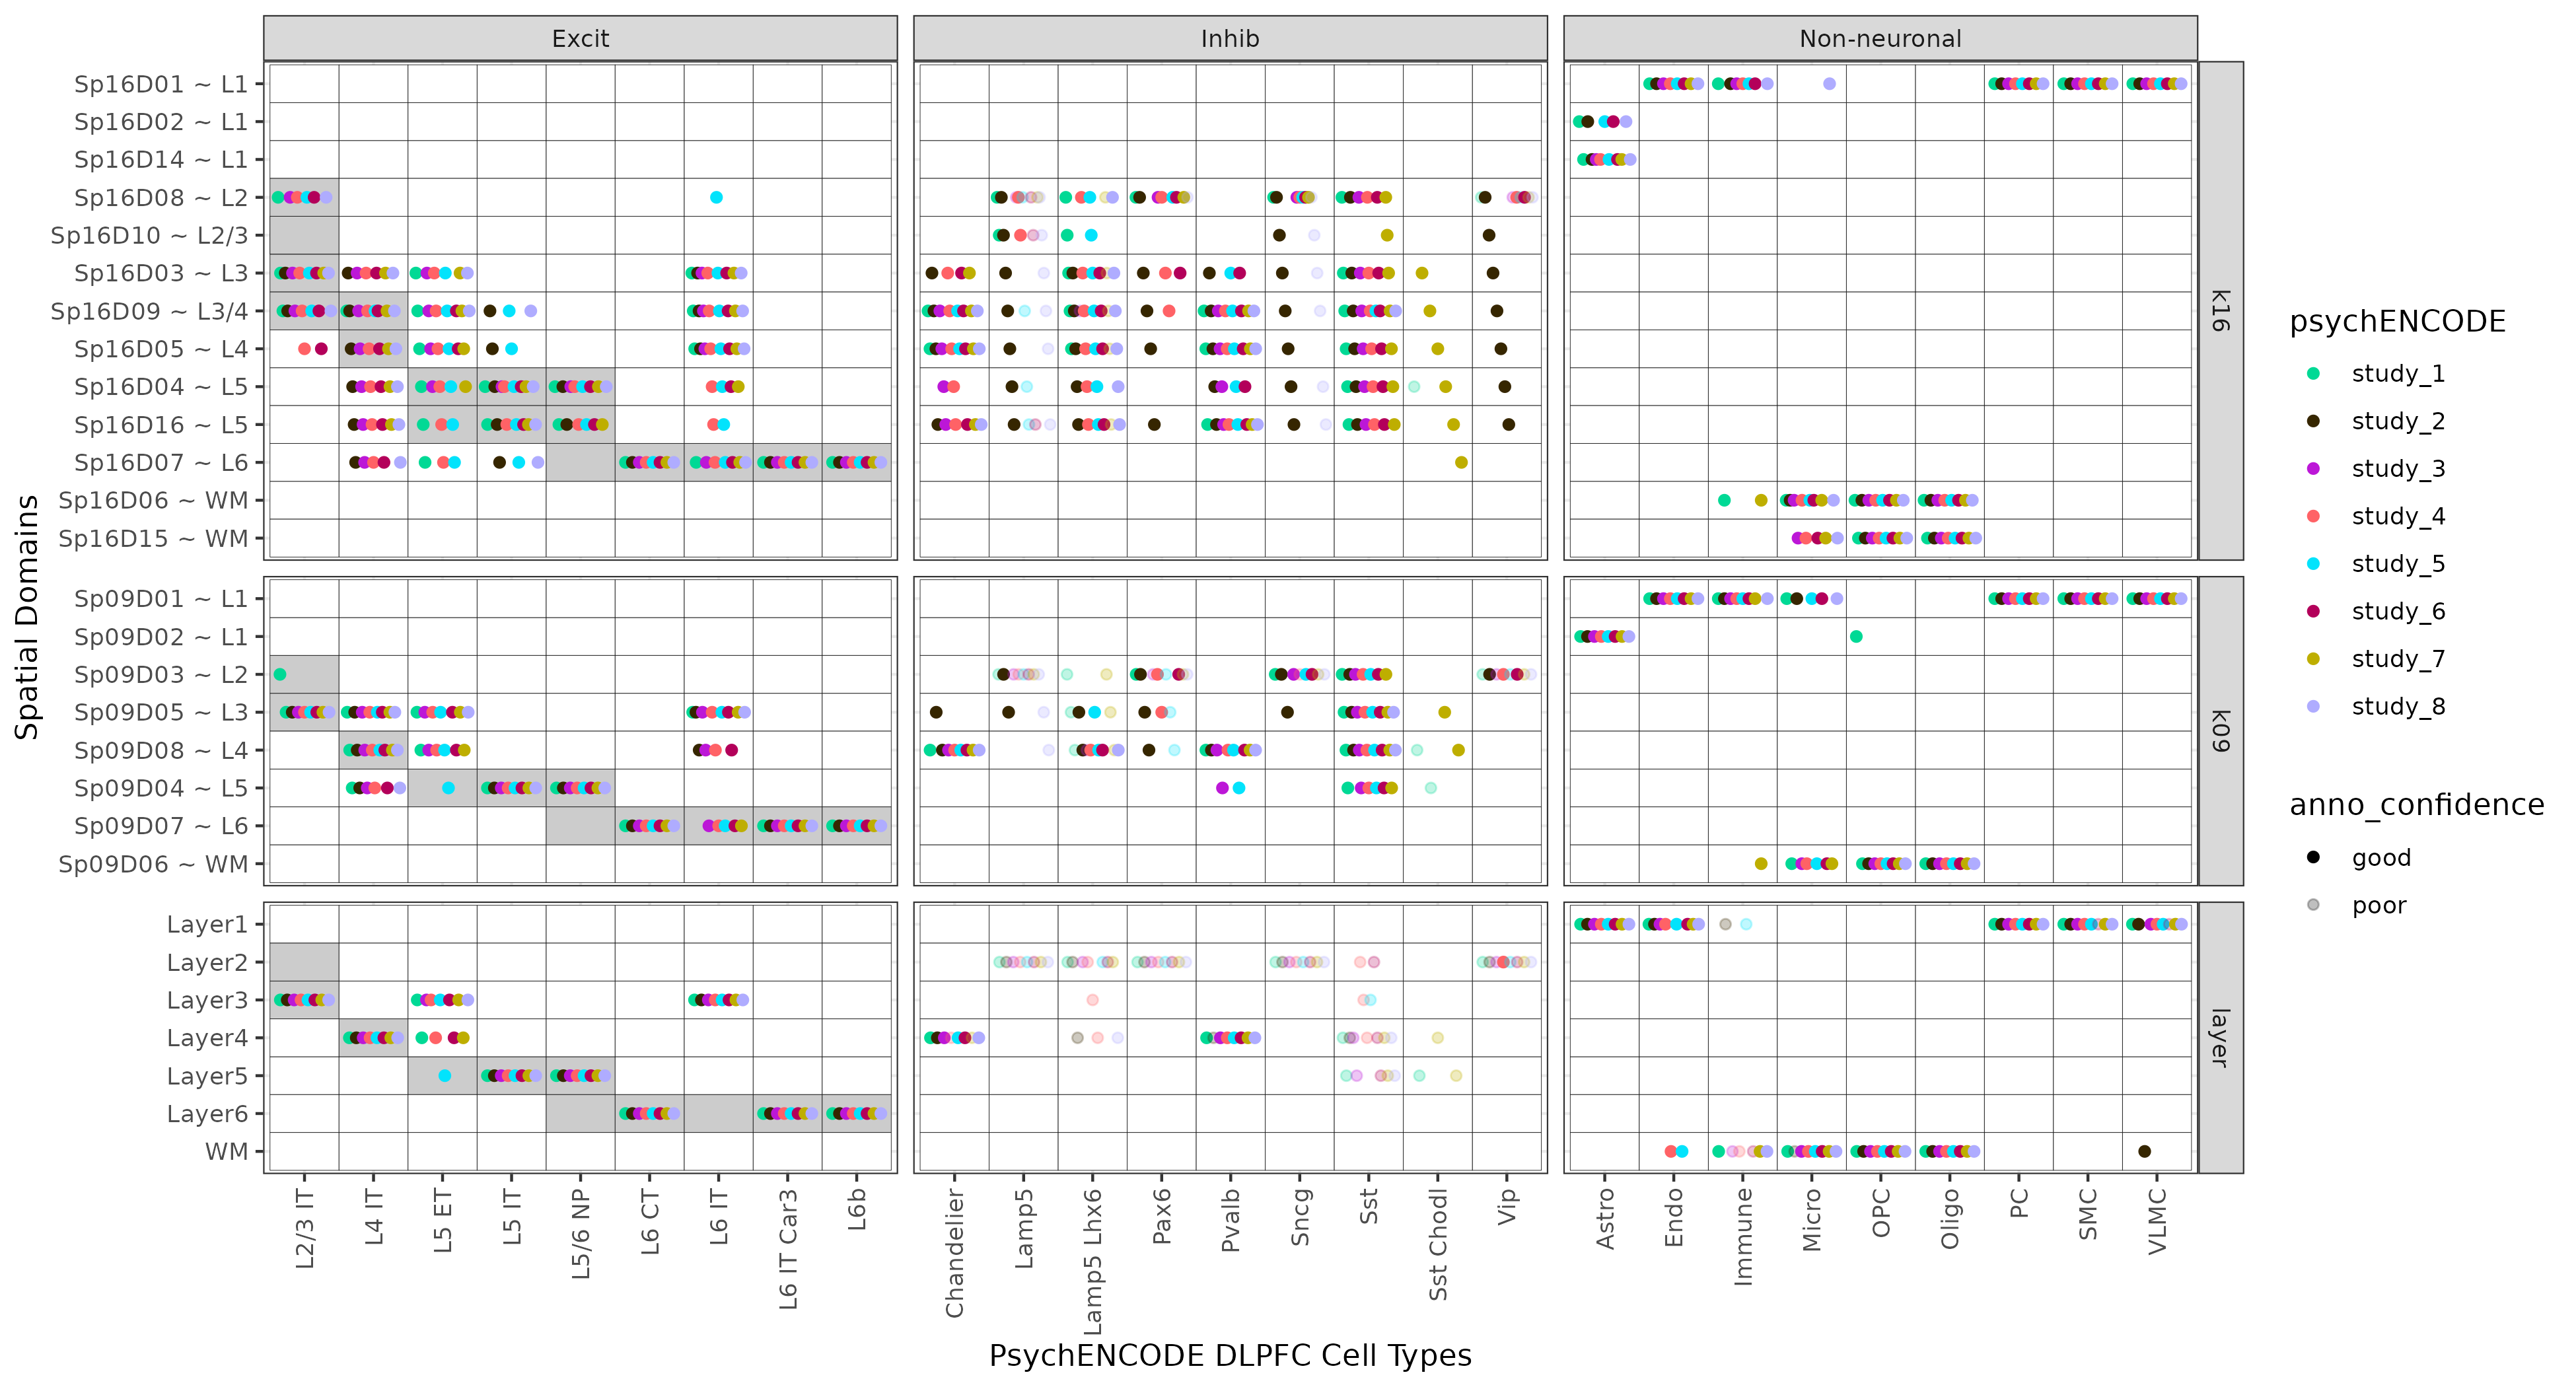 Excit
Inhib
Non-neuronal
Spatial Domains
Sp16D01 ~ L1
Sp16D02 ~ L1
Sp16D14 ~ L1
Sp16D08 ~ L2
Sp16D10 ~ L2/3
Sp16D03 ~ L3
Sp16D09 ~ L3/4
Sp16D05 ~ L4
Sp16D04 ~ L5
Sp16D16 ~ L5
Sp16D07 ~ L6
Sp16D06 ~ WM
Sp16D15 ~ WM
k16
Sp09D01 ~ L1
Sp09D02 ~ L1
Sp09D03 ~ L2
Sp09D05 ~ L3
Sp09D08 ~ L4
Sp09D04 ~ L5
Sp09D07 ~ L6
Sp09D06 ~ WM
k09
Layer1
Layer2
Layer3
Layer4
Layer5
Layer6
WM
layer
L2/3 IT
L4 IT
L5 ET
L5 IT
L5/6 NP
L6 CT
L6 IT
L6 IT Car3
L6b
Chandelier
Lamp5
Lamp5 Lhx6
Pax6
Pvalb
Sncg
Sst
Sst Chodl
Vip
Astro
Endo
Immune
Micro
OPC
Oligo
PC
SMC
VLMC
PsychENCODE DLPFC Cell Types
psychENCODE
study_1
study_2
study_3
study_4
study_5
study_6
study_7
study_8
anno_confidence
good
poor